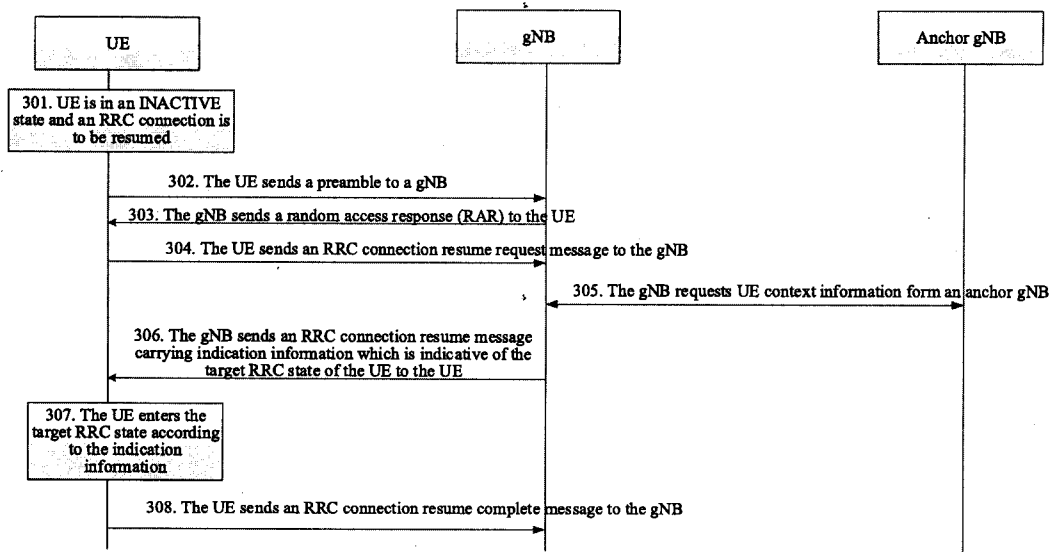 UE
gNB
Anchor gNB
301. UE is in an INACTIVE
state and an RRC connection is
to be resumed
302. The UE sends a preamble to a gNB
303. The gNB sends a random access response (RAR) to the UE
304. The UE sends an RRC connection resume request message to the gNB
305. The gNB requests UE context information form an anchor gNB
306. The gNB sends an RRC connection resume message
carrying indication information which is indicative of the
target RRC state of the UE to the UE
307. The UE enters the
target RRC state according
to the indication
information
308. The UE sends an RRC connection resume complete message to the gNB